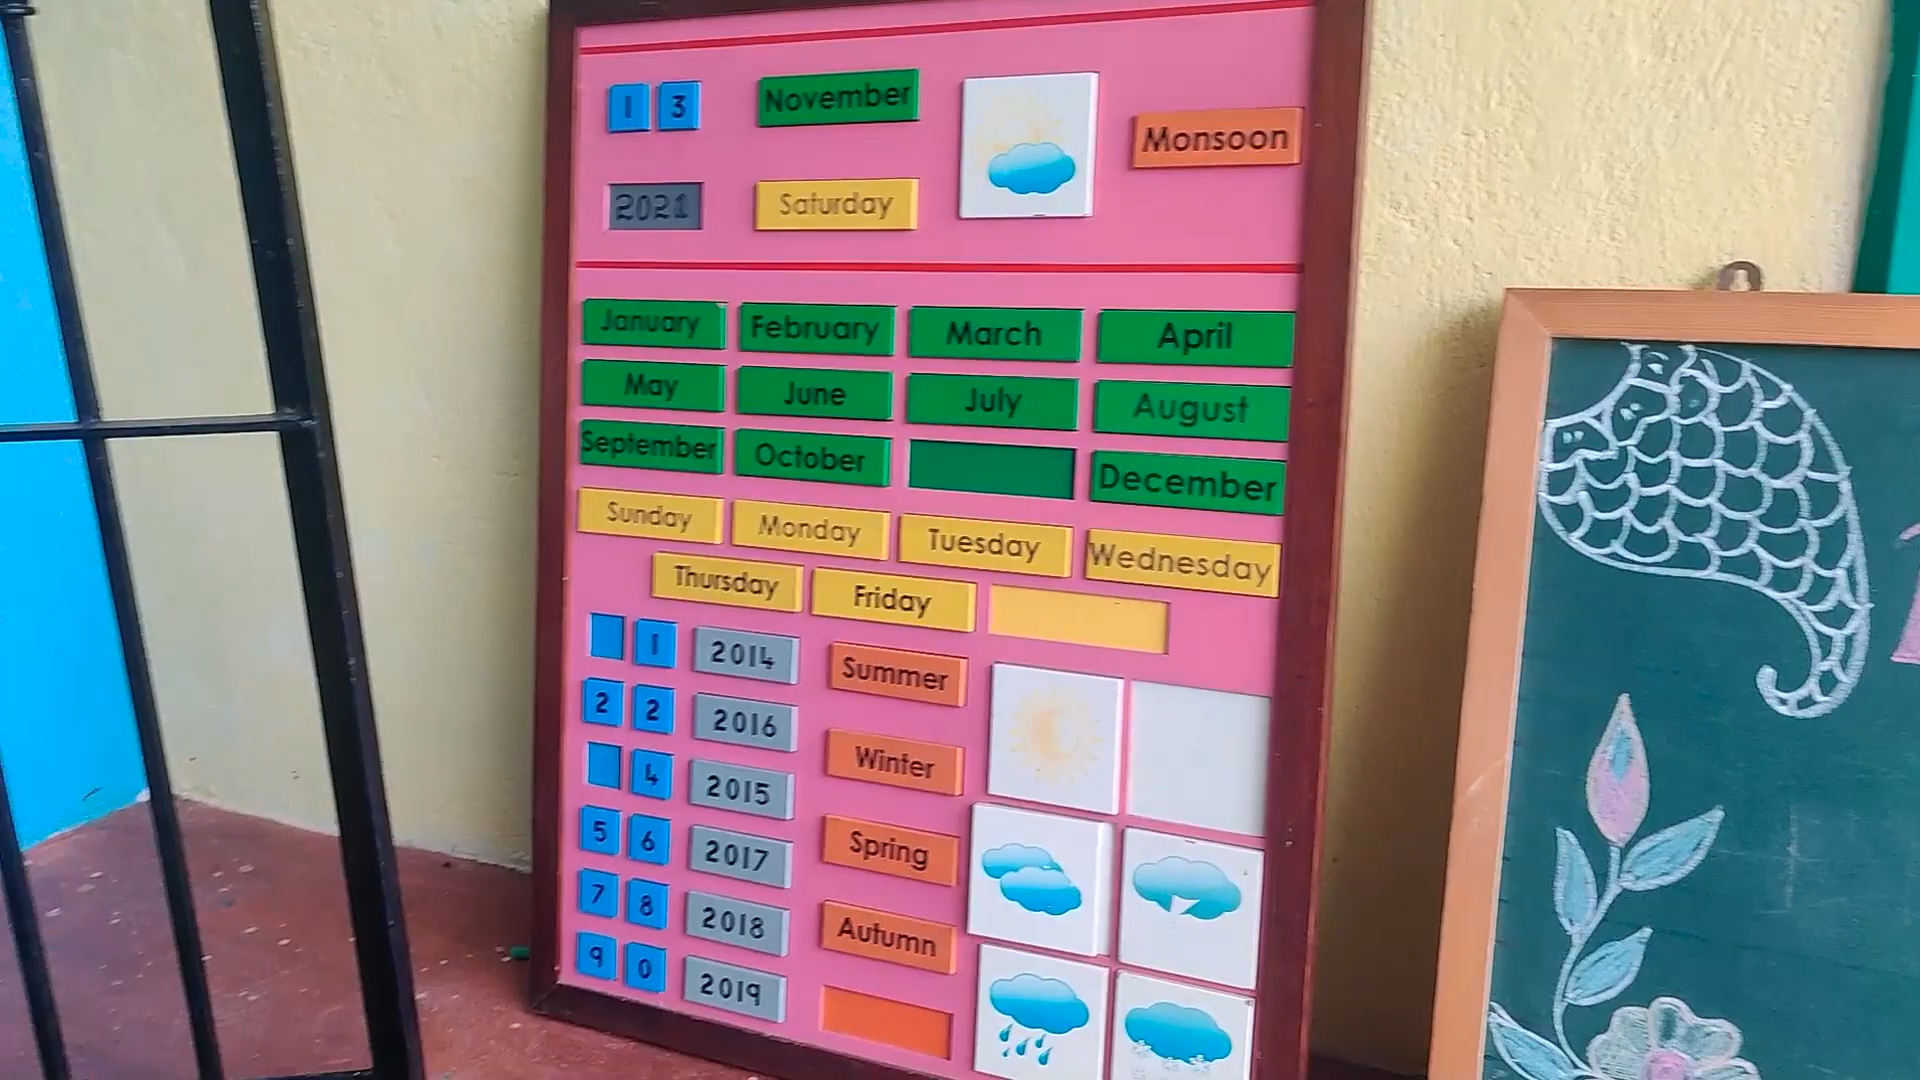 1 3 November Monsoon
2021 Saturday
January February March April
May June July August
September October December
Sunday Monday Tuesday Wednesday
Thursday Friday
1 2014 Summer
2 2 2016
4 2015 Winter
5 6 2017 Spring
7 8 2018 Autumn
9 0 2019